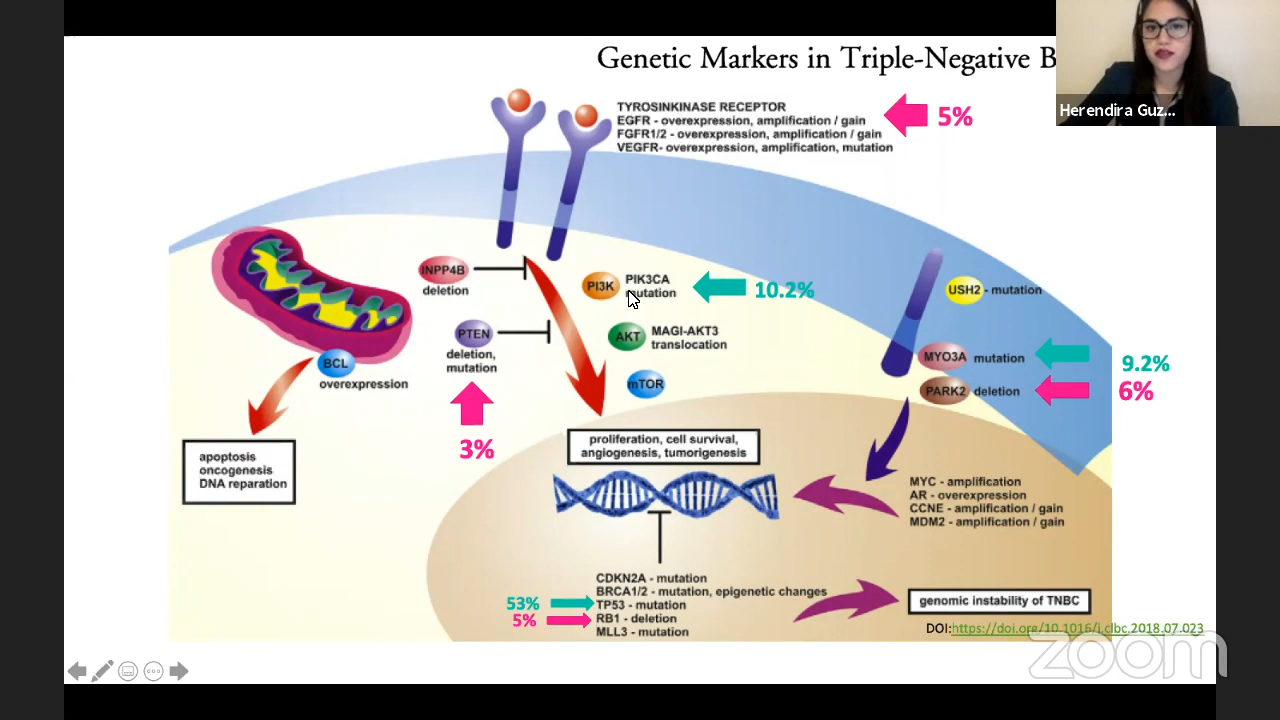 Genetic Markers in Triple-Negative B
Herendira Guz...
TYROSINKINASE RECEPTOR
EGFR - overexpression, amplification / gain
FGFR1/2 - overexpression, amplification / gain
VEGFR- overexpression, amplification, mutation
5%
INPP4B
deletion
PI3K
PIK3CA
mutation
10.2%
USH2 - mutation
PTEN
deletion,
mutation
3%
AKT
MAGI-AKT3
translocation
mTOR
MYO3A mutation
9.2%
PARK2 deletion
6%
BCL
overexpression
apoptosis
oncogenesis
DNA reparation
proliferation, cell survival,
angiogenesis, tumorigenesis
MYC - amplification
AR - overexpression
CCNE - amplification / gain
MDM2 - amplification / gain
CDKN2A - mutation
BRCA1/2 - mutation, epigenetic changes
53% TP53 - mutation
5% RB1 - deletion
MLL3 - mutation
genomic instability of TNBC
DOI:https://doi.org/10.1016/j.clbc.2018.07.023
zoom